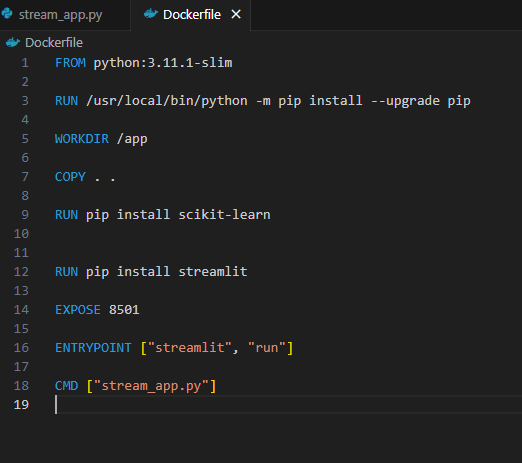 stream_app.py Dockerfile ×
Dockerfile
1 FROM python:3.11.1-slim
2
3 RUN /usr/local/bin/python -m pip install --upgrade pip
4
5 WORKDIR /app
6
7 COPY . .
8
9 RUN pip install scikit-learn
10
11
12 RUN pip install streamlit
13
14 EXPOSE 8501
15
16 ENTRYPOINT ["streamlit", "run"]
17
18 CMD ["stream_app.py"]
19